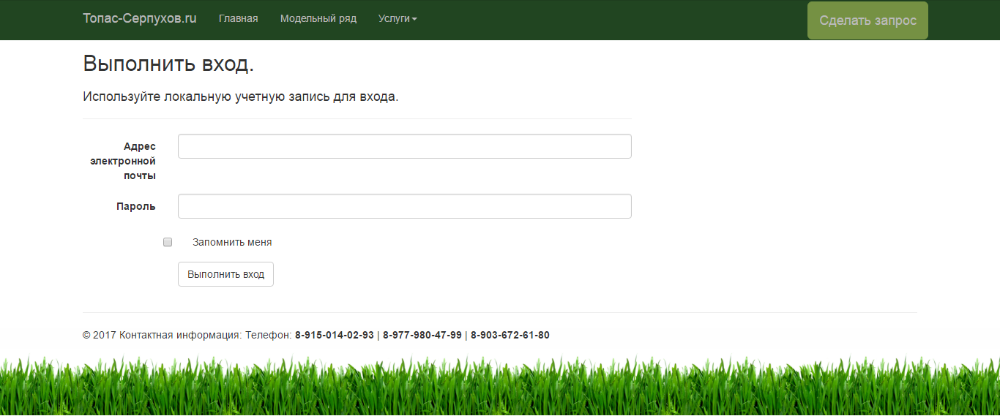 Топас-Серпухов.ru Главная Модельный ряд Услуги Сделать запрос
Выполнить вход.
Используйте локальную учетную запись для входа.
Адрес
электронной
почты
Пароль
Запомнить меня
Выполнить вход
© 2017 Контактная информация: Телефон: 8-915-014-02-93 | 8-977-980-47-99 | 8-903-672-61-80